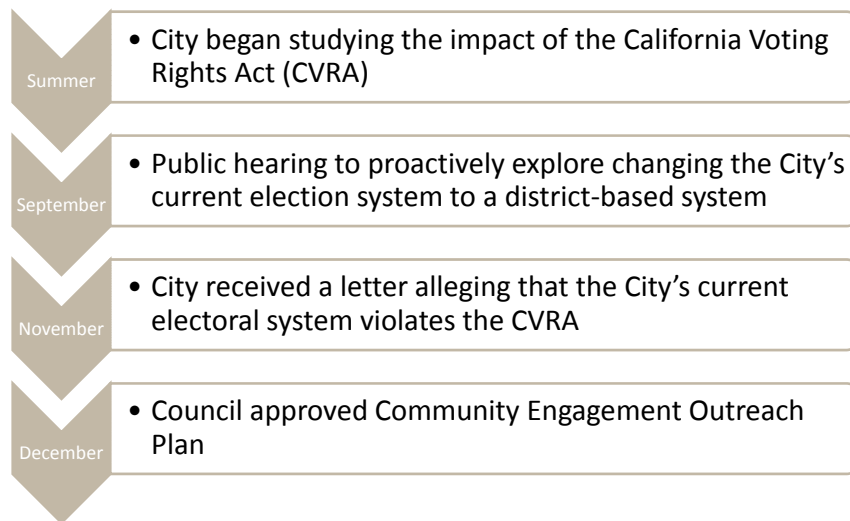 Summer
• City began studying the impact of the California Voting
Rights Act (CVRA)
September
• Public hearing to proactively explore changing the City’s
current election system to a district-based system
November
• City received a letter alleging that the City’s current
electoral system violates the CVRA
December
• Council approved Community Engagement Outreach
Plan